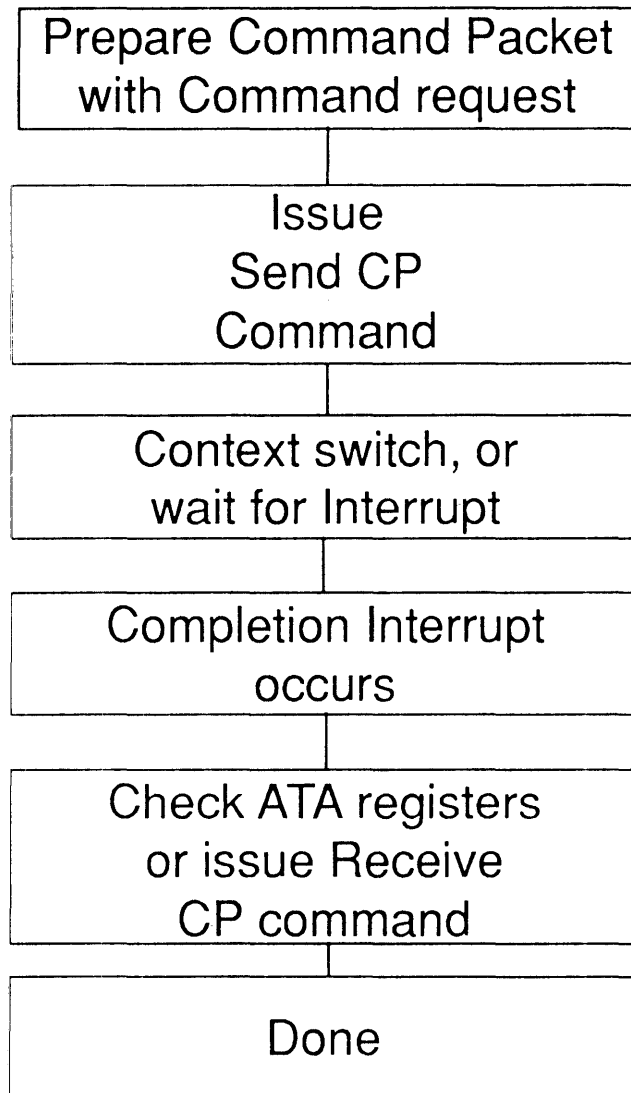 Prepare Command Packet
with Command request
Issue
Send CP
Command
Context switch, or
wait for Interrupt
Completion Interrupt
occurs
Check ATA registers
or issue Receive
CP command
Done